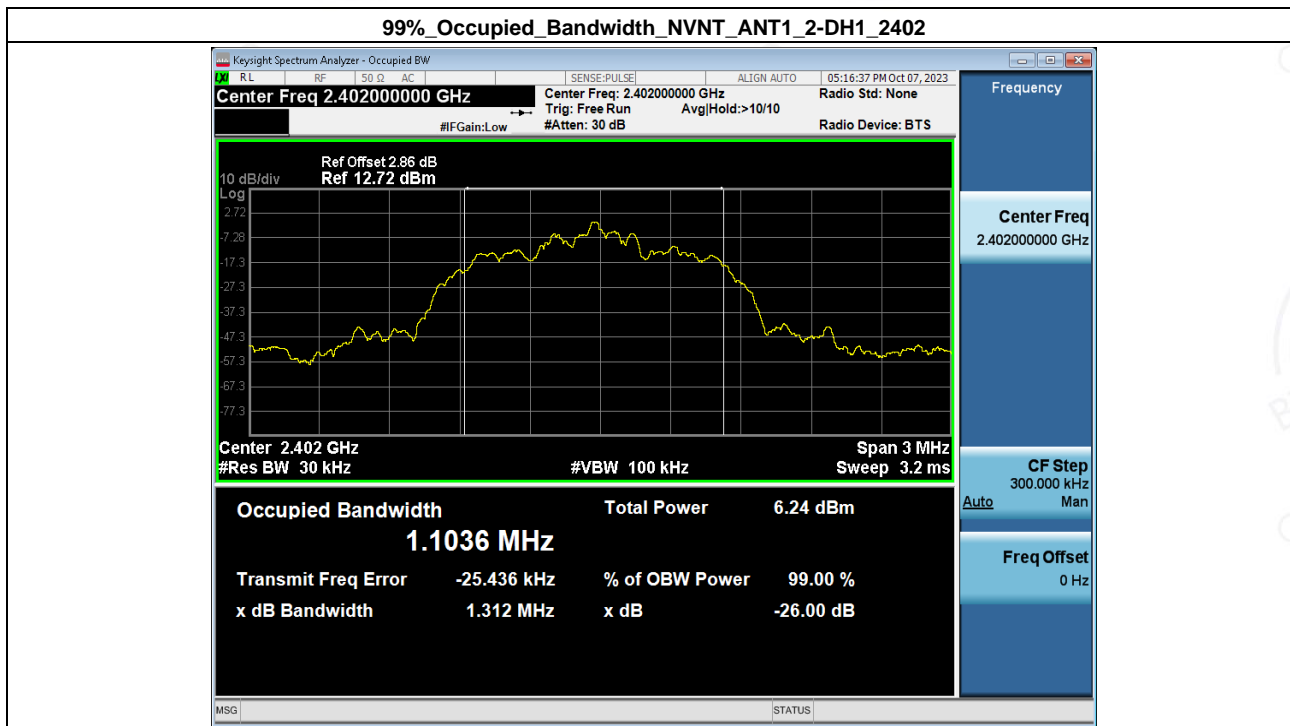 99%_Occupied_Bandwidth_NVNT_ANT1_2-DH1_2402
Keysight Spectrum Analyzer - Occupied BW
LXI RL RF 50 Ω AC SENSE:PULSE ALIGN AUTO 05:16:37 PM Oct 07, 2023
Center Freq 2.402000000 GHz
Center Freq: 2.402000000 GHz Radio Std: None
Trig: Free Run Avg|Hold:>10/10
#IFGain:Low #Atten: 30 dB Radio Device: BTS
Ref Offset 2.86 dB
10 dB/div Ref 12.72 dBm
Log
2.72
-7.28
-17.3
-27.3
-37.3
-47.3
-57.3
-67.3
-77.3
Center 2.402 GHz Span 3 MHz
#Res BW 30 kHz #VBW 100 kHz Sweep 3.2 ms
Occupied Bandwidth Total Power 6.24 dBm
1.1036 MHz
Transmit Freq Error -25.436 kHz % of OBW Power 99.00 %
x dB Bandwidth 1.312 MHz x dB -26.00 dB
Frequency
Center Freq
2.402000000 GHz
CF Step
300.000 kHz
Auto Man
Freq Offset
0 Hz
MSG STATUS